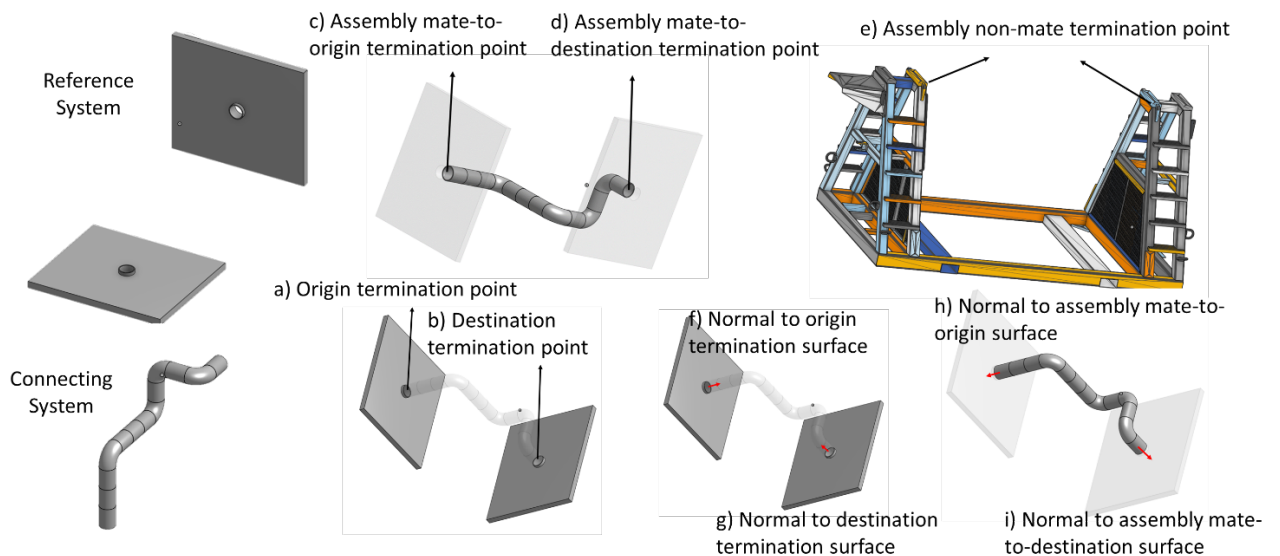 Reference
System
c) Assembly mate-to-
origin termination point
d) Assembly mate-to-
destination termination point
e) Assembly non-mate termination point
Connecting
System
a) Origin termination point
b) Destination
termination point
f) Normal to origin
termination surface
g) Normal to destination
termination surface
h) Normal to assembly mate-to-
origin surface
i) Normal to assembly mate-
to-destination surface